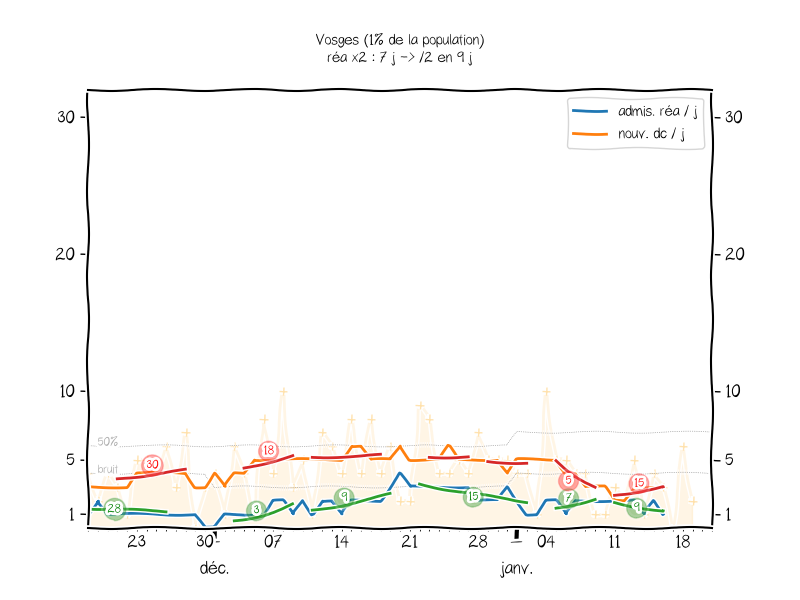 Vosges (1% de la population)
réa x2 : 7 j -> /2 en 9 j
admis. réa / j
nouv. dc / j
30 30
20 20
10 10
50%
5 5
bruit
1 1
30 18 5 15
28 3 9 15 7 9
23 30 07 14 21 28 04 11 18
déc. janv.